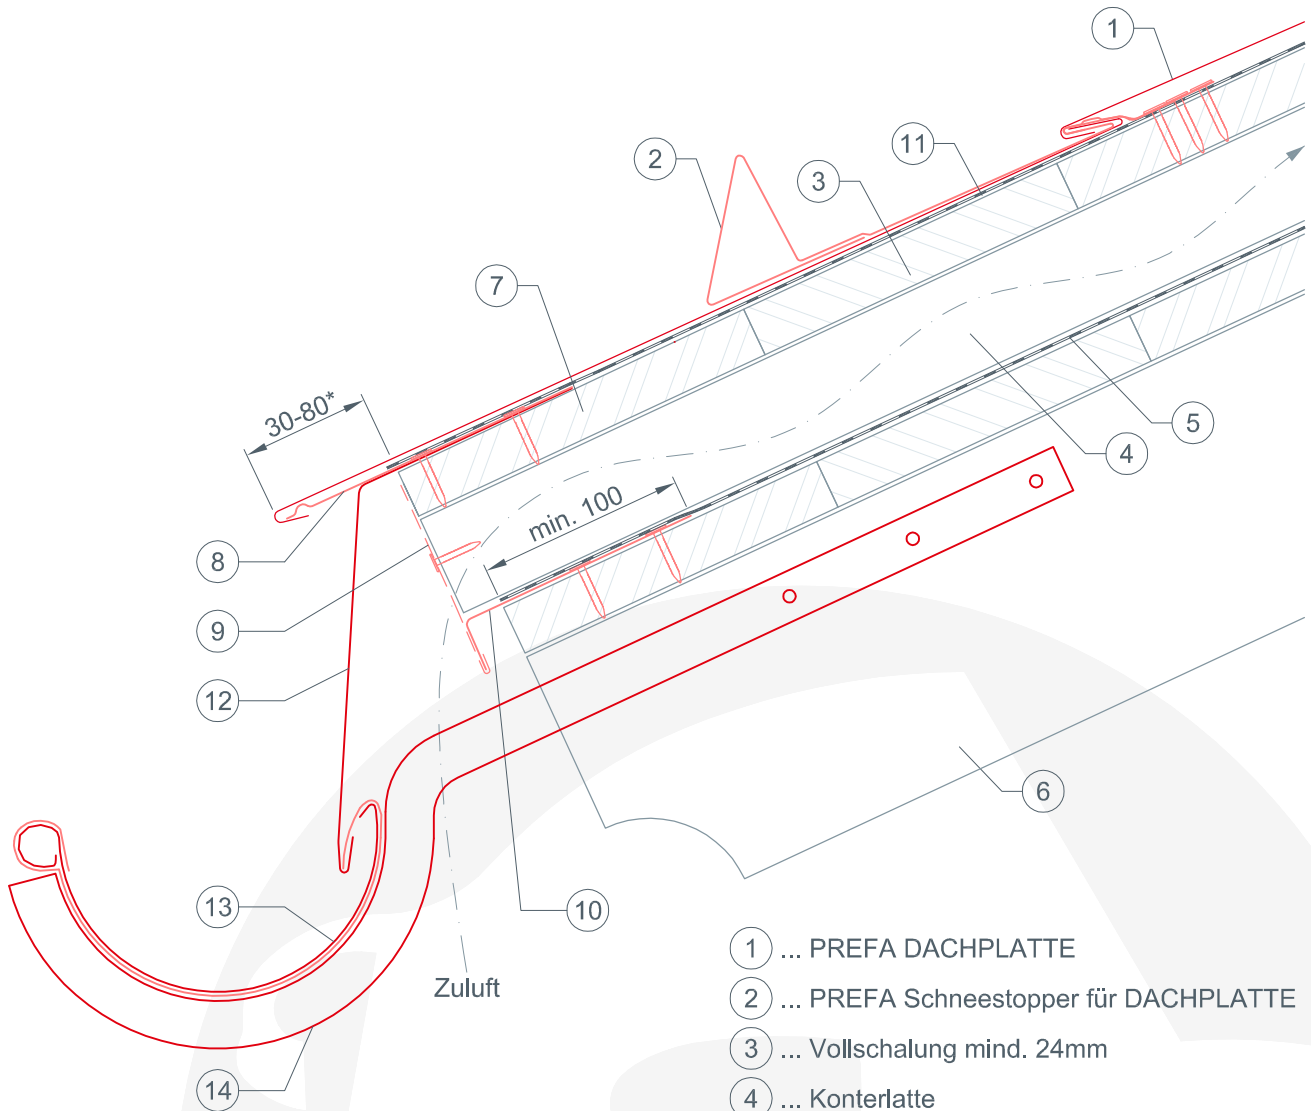 1
2
11
3
7
30-80*
5
4
min. 100
8
9
12
6
10
13
Zuluft
14
1 ... PREFA DACHPLATTE
2 ... PREFA Schneestopper für DACHPLATTE
3 ... Vollschalung mind. 24mm
4 ... Konterlatte